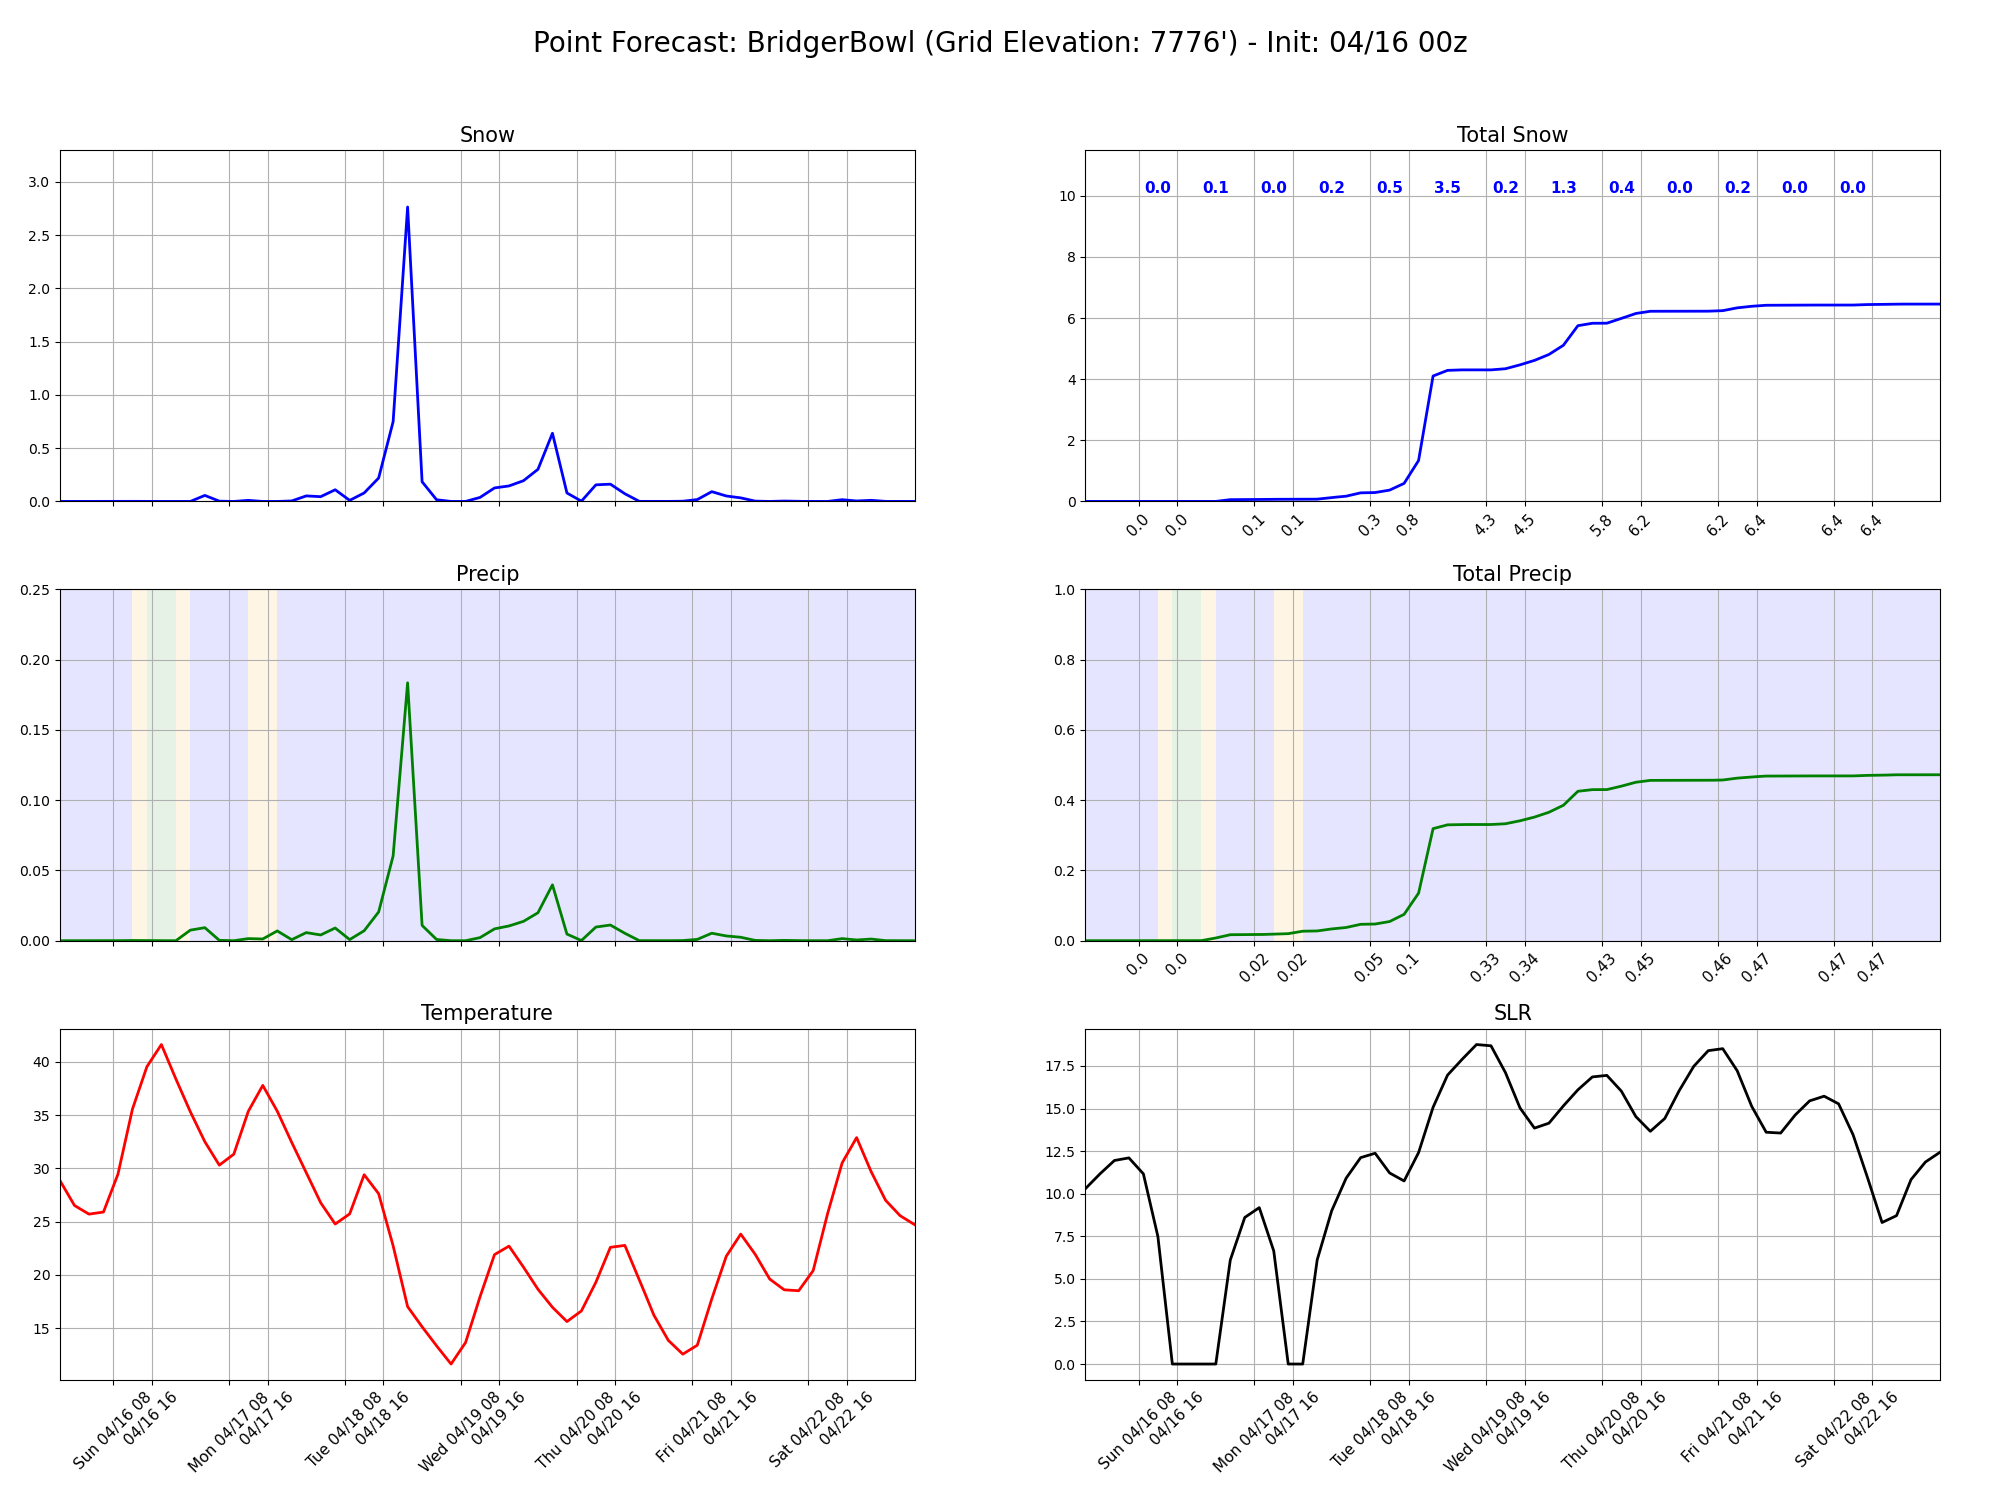 Point Forecast: BridgerBowl (Grid Elevation: 7776') - Init: 04/16 00z
Snow
3.0
2.5
2.0
1.5
1.0
0.5
0.0
Total Snow
0.0 0.1 0.0 0.2 0.5 3.5 0.2 1.3 0.4 0.0 0.2 0.0 0.0
10
8
6
4
2
0
0.0 0.0 0.1 0.1 0.3 0.8 4.3 4.5 5.8 6.2 6.2 6.4 6.4 6.4
Precip
0.25
0.20
0.15
0.10
0.05
0.00
Total Precip
1.0
0.8
0.6
0.4
0.2
0.0
0.0 0.0 0.02 0.02 0.05 0.1 0.33 0.34 0.43 0.45 0.46 0.47 0.47 0.47
Temperature
40
35
30
25
20
15
Sun 04/16 08
04/16 16
Mon 04/17 08
04/17 16
Tue 04/18 08
04/18 16
Wed 04/19 08
04/19 16
Thu 04/20 08
04/20 16
Fri 04/21 08
04/21 16
Sat 04/22 08
04/22 16
SLR
17.5
15.0
12.5
10.0
7.5
5.0
2.5
0.0
Sun 04/16 08
04/16 16
Mon 04/17 08
04/17 16
Tue 04/18 08
04/18 16
Wed 04/19 08
04/19 16
Thu 04/20 08
04/20 16
Fri 04/21 08
04/21 16
Sat 04/22 08
04/22 16